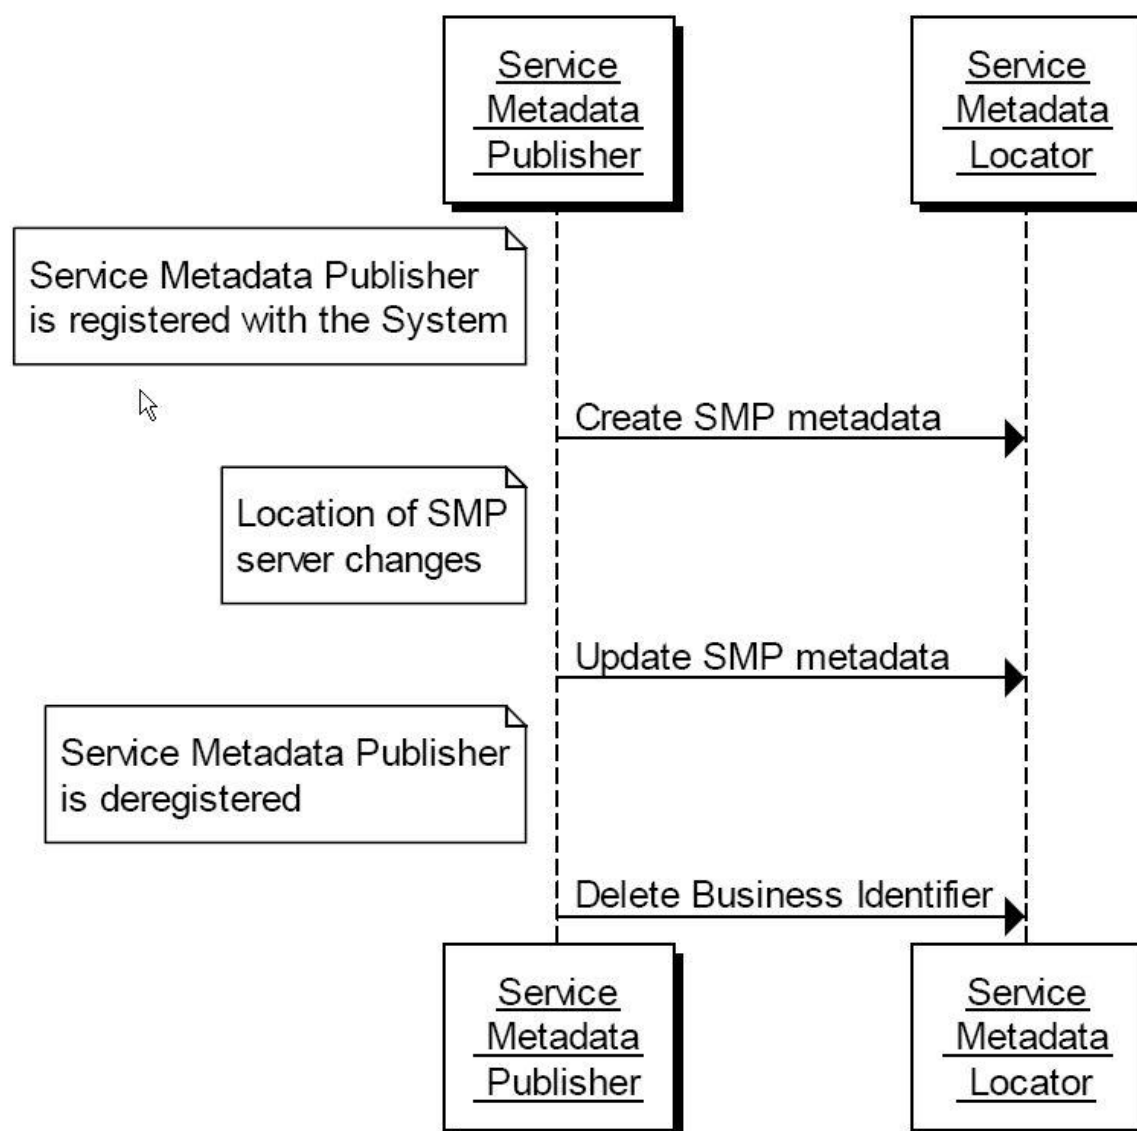 Service
Metadata
Publisher
Service
Metadata
Locator
Service Metadata Publisher
is registered with the System
Create SMP metadata
Location of SMP
server changes
Update SMP metadata
Service Metadata Publisher
is deregistered
Delete Business Identifier
Service
Metadata
Publisher
Service
Metadata
Locator